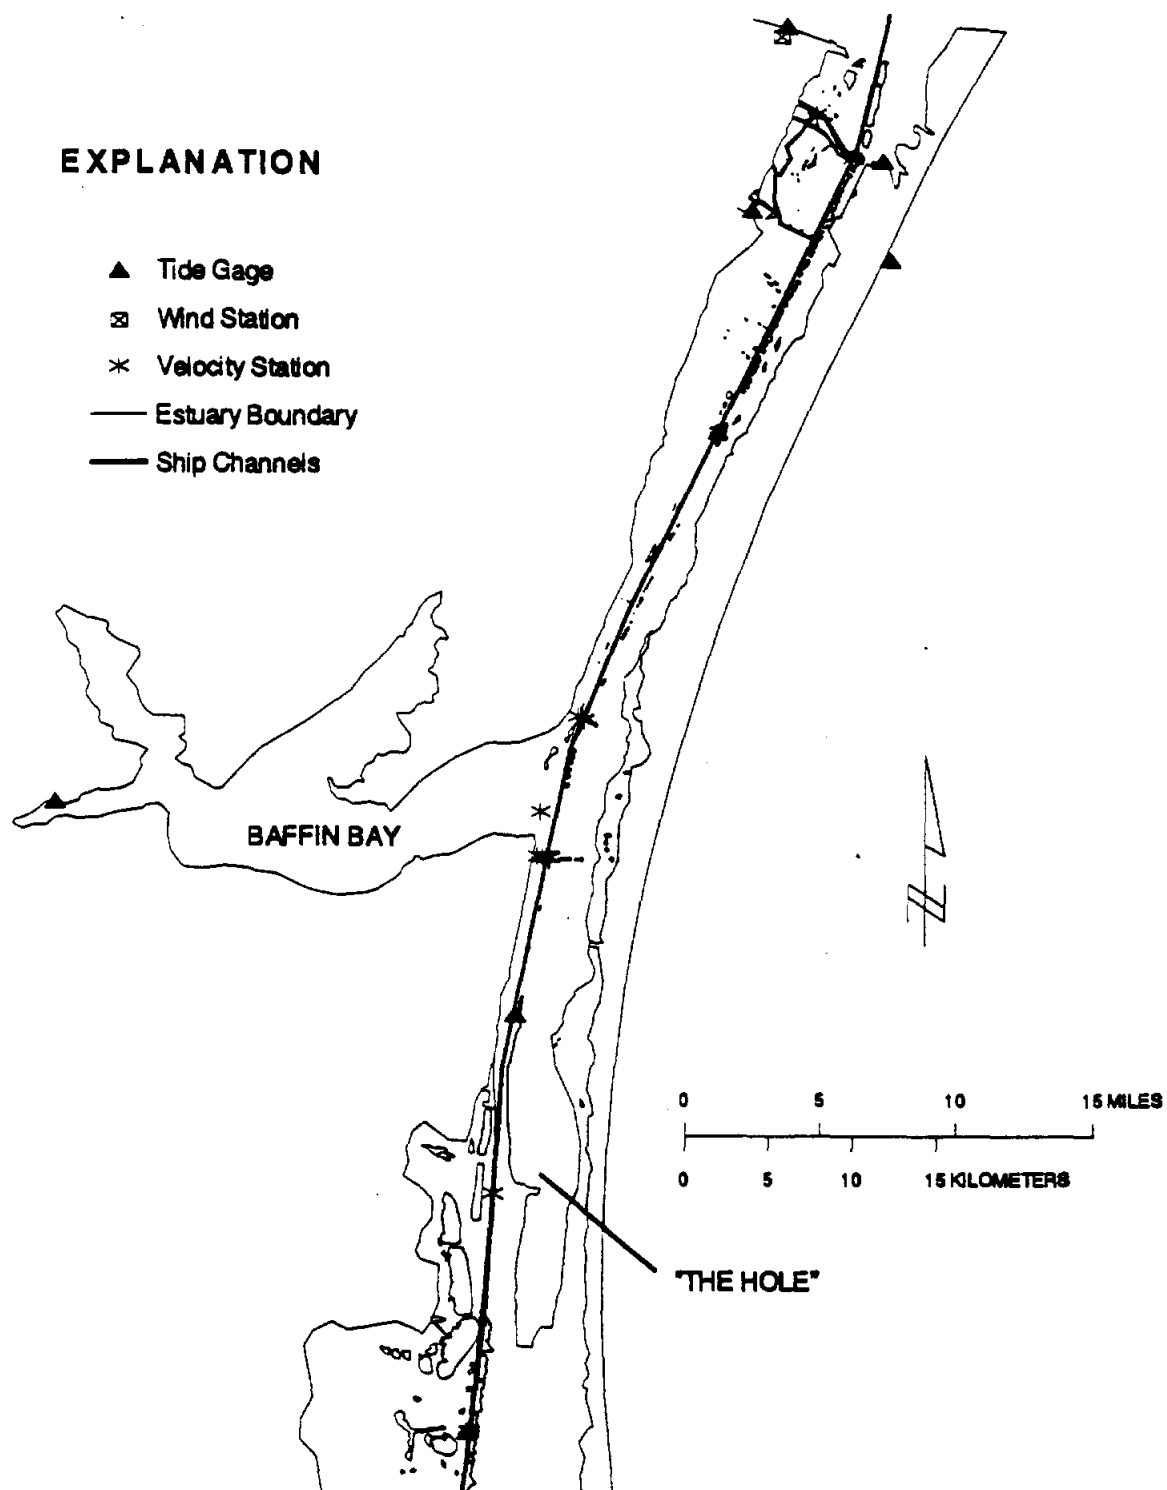 EXPLANATION
Tide Gage
Wind Station
Velocity Station
Estuary Boundary
Ship Channels
BAFFIN BAY
N
0 5 10 15 MILES
0 5 10 15 KILOMETERS
"THE HOLE"